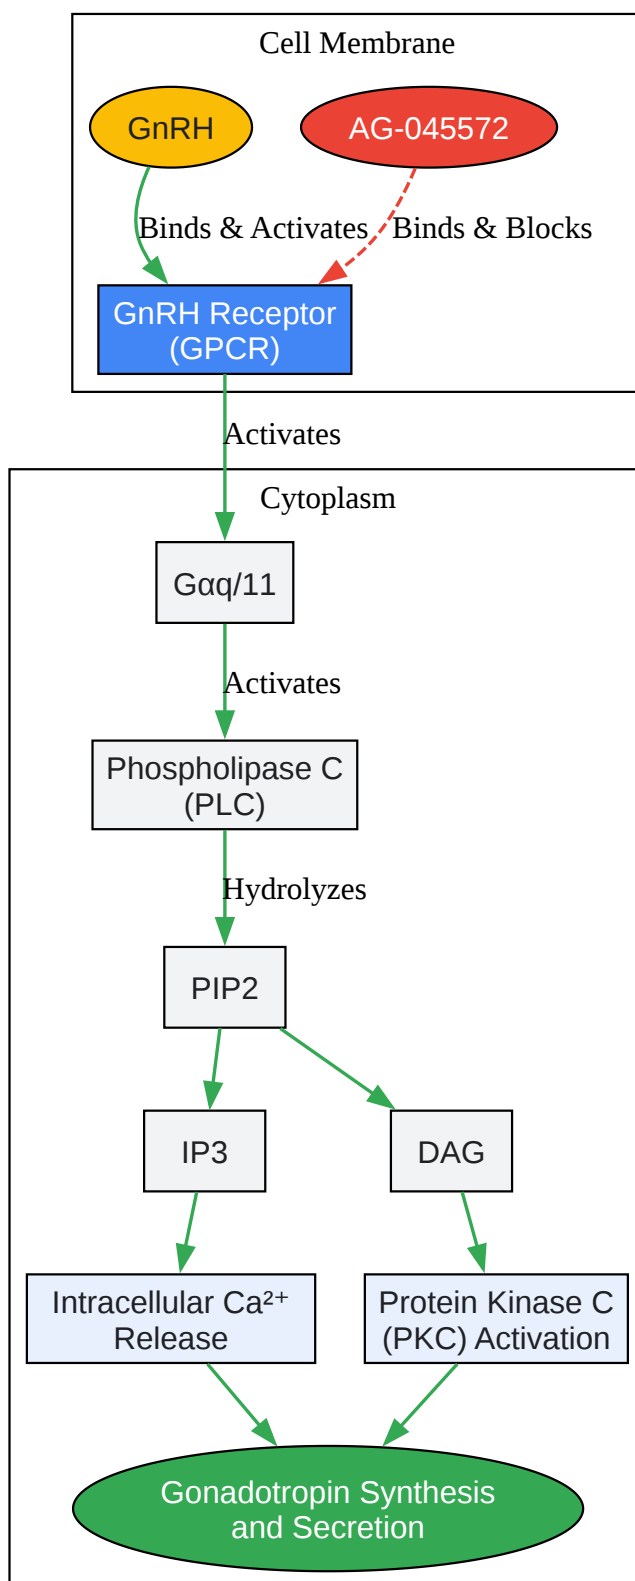 Cell Membrane
GnRH
AG-045572
Binds & Activates
Binds & Blocks
GnRH Receptor
(GPCR)
Activates
Cytoplasm
Gαq/11
Activates
Phospholipase C
(PLC)
Hydrolyzes
PIP2
IP3
DAG
Intracellular Ca²⁺
Release
Protein Kinase C
(PKC) Activation
Gonadotropin Synthesis
and Secretion